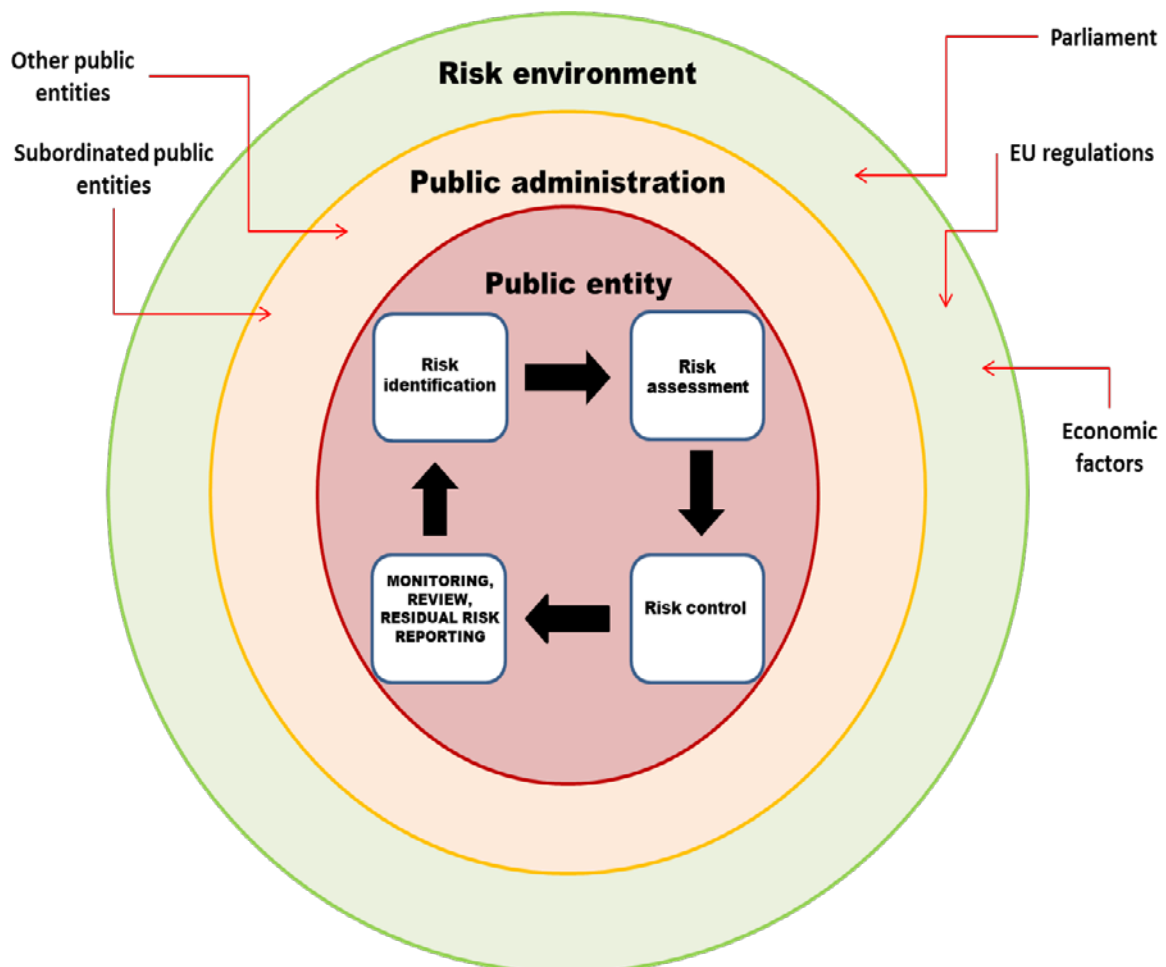 Parliament
Other public
entities
Risk environment
Subordinated public
entities
EU regulations
Public administration
Public entity
Risk
identification
Risk
assessment
Economic
factors
MONITORING,
REVIEW,
RESIDUAL RISK
REPORTING
Risk control